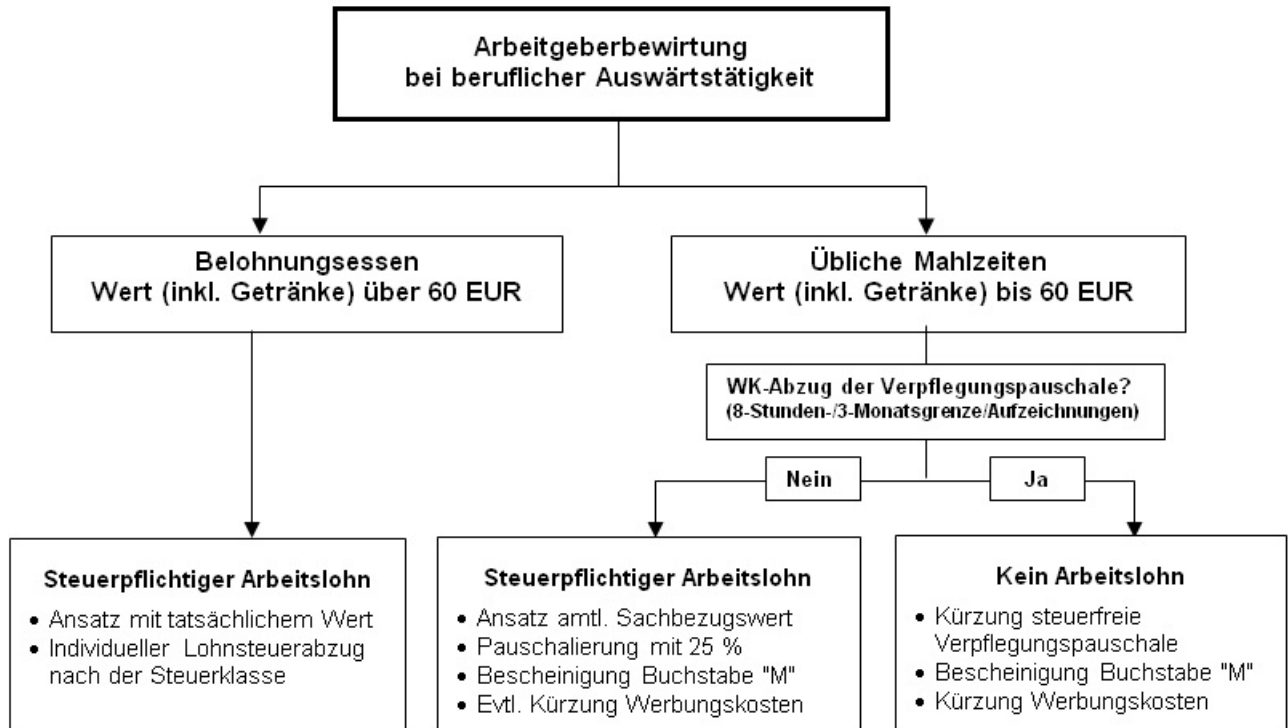 Arbeitgeberbewirtung
bei beruflicher Auswärtstätigkeit
Belohnungsessen
Wert (inkl. Getränke) über 60 EUR
Übliche Mahlzeiten
Wert (inkl. Getränke) bis 60 EUR
WK-Abzug der Verpflegungspauschale?
(8-Stunden-/3-Monatsgrenze/Aufzeichnungen)
Nein
Ja
Steuerpflichtiger Arbeitslohn
• Ansatz mit tatsächlichem Wert
• Individueller Lohnsteuerabzug
nach der Steuerklasse
Steuerpflichtiger Arbeitslohn
• Ansatz amtl. Sachbezugswert
• Pauschalierung mit 25 %
• Bescheinigung Buchstabe "M"
• Evtl. Kürzung Werbungskosten
Kein Arbeitslohn
• Kürzung steuerfreie
Verpflegungspauschale
• Bescheinigung Buchstabe "M"
• Kürzung Werbungskosten